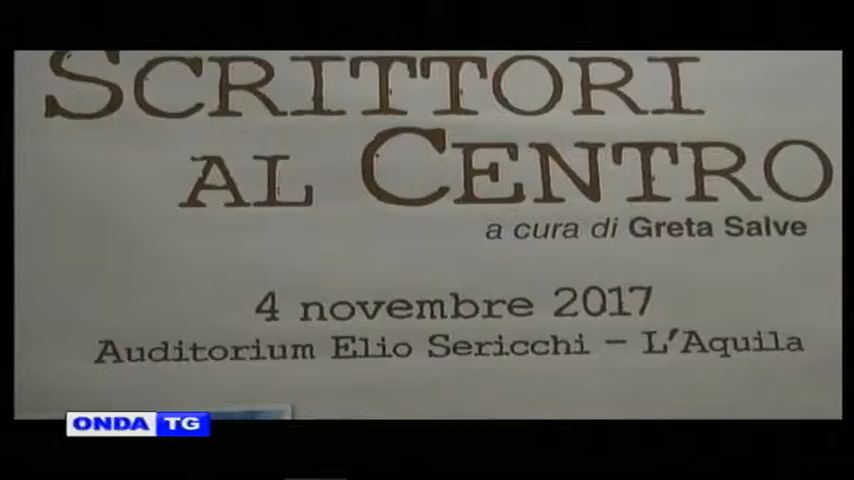 SCRITTORI
AL CENTRO
a cura di Greta Salve
4 novembre 2017
Auditorium Elio Sericchi - L'Aquila
ONDA TG